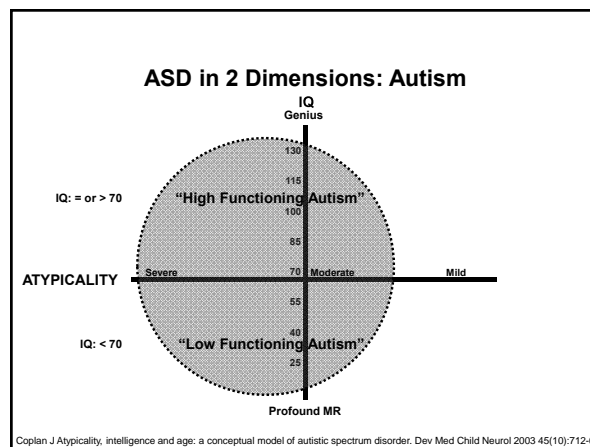 ASD in 2 Dimensions: Autism
IQ
Genius
130
115
IQ: = or > 70
“High Functioning Autism”
100
85
70
ATYPICALITY
Severe
Moderate
Mild
55
40
IQ: < 70
“Low Functioning Autism”
25
Profound MR
Coplan J Atypicality, intelligence and age: a conceptual model of autistic spectrum disorder. Dev Med Child Neurol 2003 45(10):712-